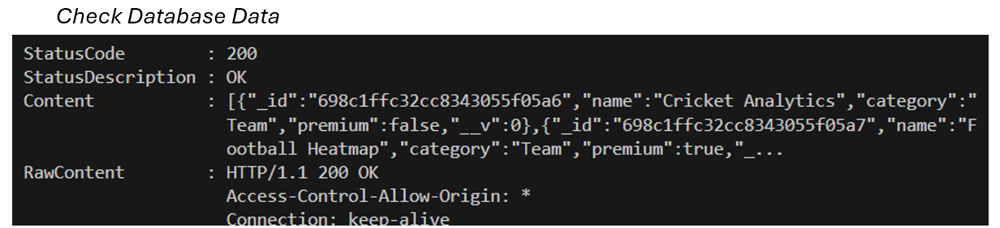 Check Database Data
StatusCode        : 200
StatusDescription : OK
Content           : [{"_id":"698c1ffc32cc8343055f05a6","name":"Cricket Analytics","category":"
                    Team","premium":false,"__v":0},{"_id":"698c1ffc32cc8343055f05a7","name":"F
                    ootball Heatmap","category":"Team","premium":true,"_...
RawContent        : HTTP/1.1 200 OK
                    Access-Control-Allow-Origin: *
                    Connection: keep-alive